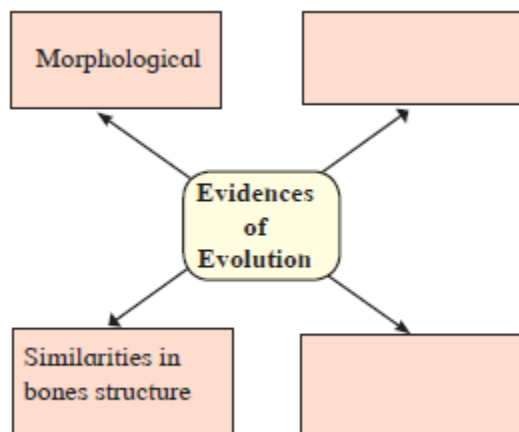 Morphological
Evidences
of
Evolution
Similarities in
bones structure